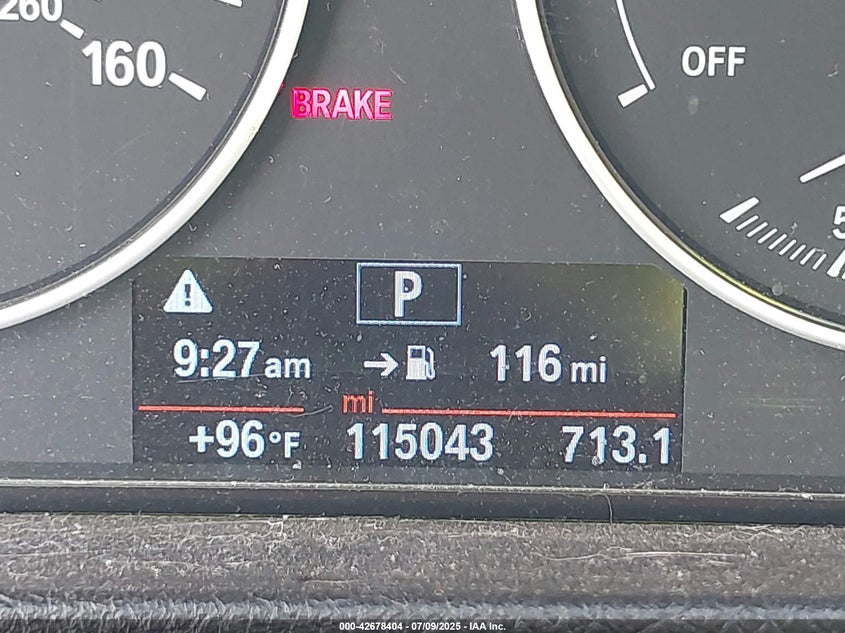 260
160
OFF
BRAKE
5
P
9:27 am 116 mi
mi
+96°F 115043 713.1
000-42678404 - 07/09/2025 - IAA Inc.